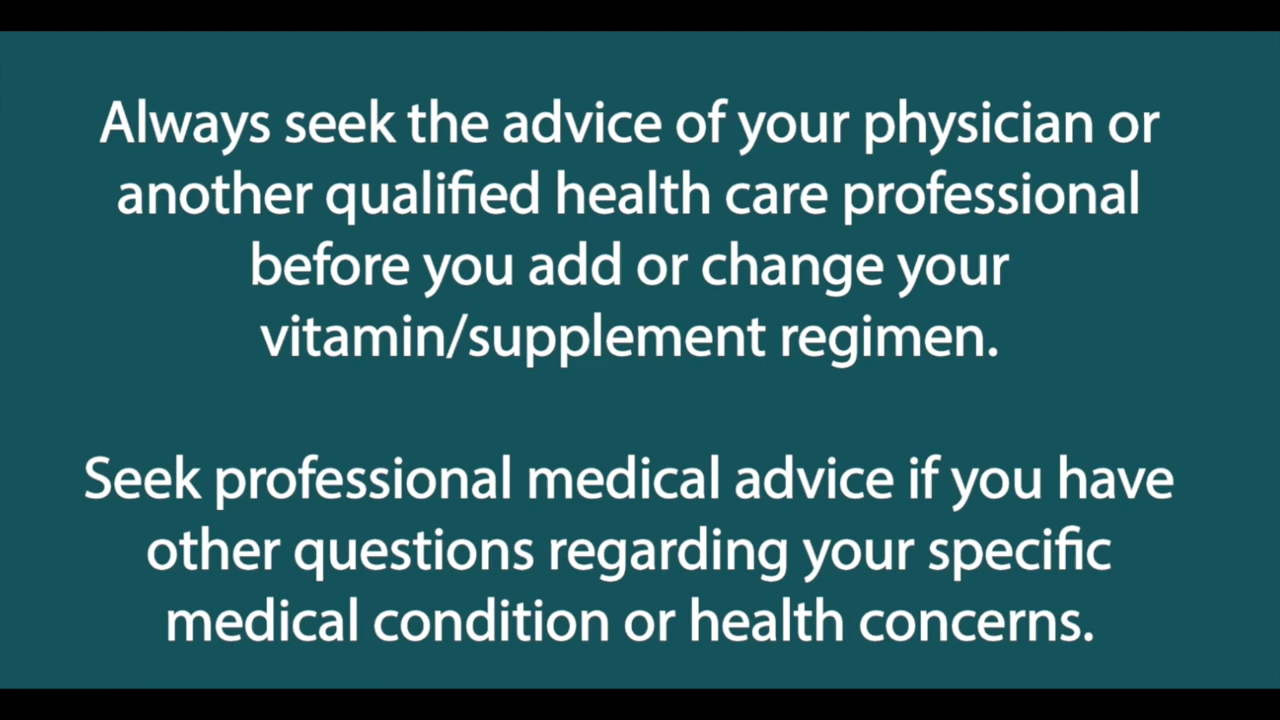 Always seek the advice of your physician or
another qualified health care professional
before you add or change your
vitamin/supplement regimen.
Seek professional medical advice if you have
other questions regarding your specific
medical condition or health concerns.